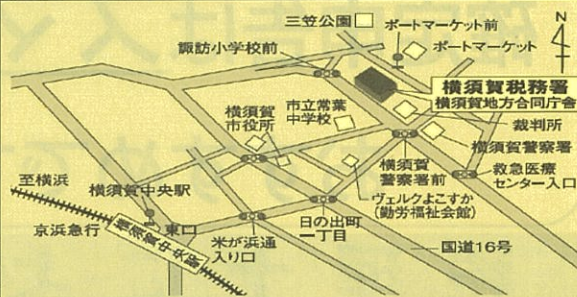 三笠公園
ポートマーケット前
N
ポートマーケット
諏訪小学校前
横須賀税務署
横須賀地方合同庁舎
横須賀
市役所
市立常葉
中学校
裁判所
横須賀警察署
横須賀
警察署前
救急医療
センター入口
至横浜
横須賀中央駅
ヴェルクよこすか
(勤労福祉会館)
京浜急行
横須賀中央駅
東口
米が浜通
入り口
日の出町
一丁目
国道16号